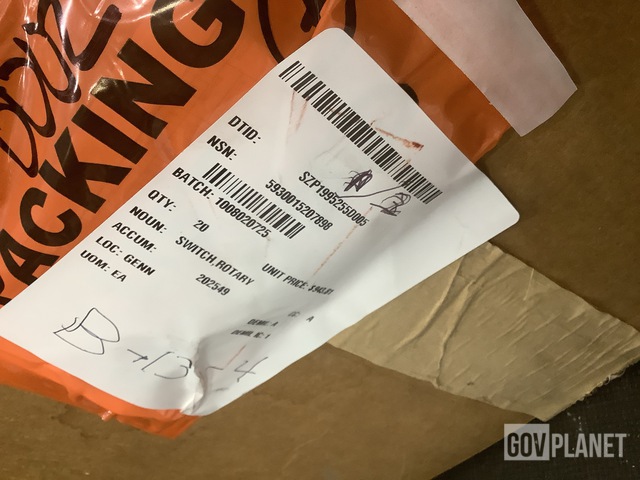 PACKING
DTID:
SZP1995255D005
NSN:
5930015207898
BATCH: 1008020725
QTY: 20 UNIT PRICE:
NOUN: SWITCH,ROTARY
ACCUM: 202549
LOC: GENN
UOM: EA
CC: A
B→13-4
GOVPLANET